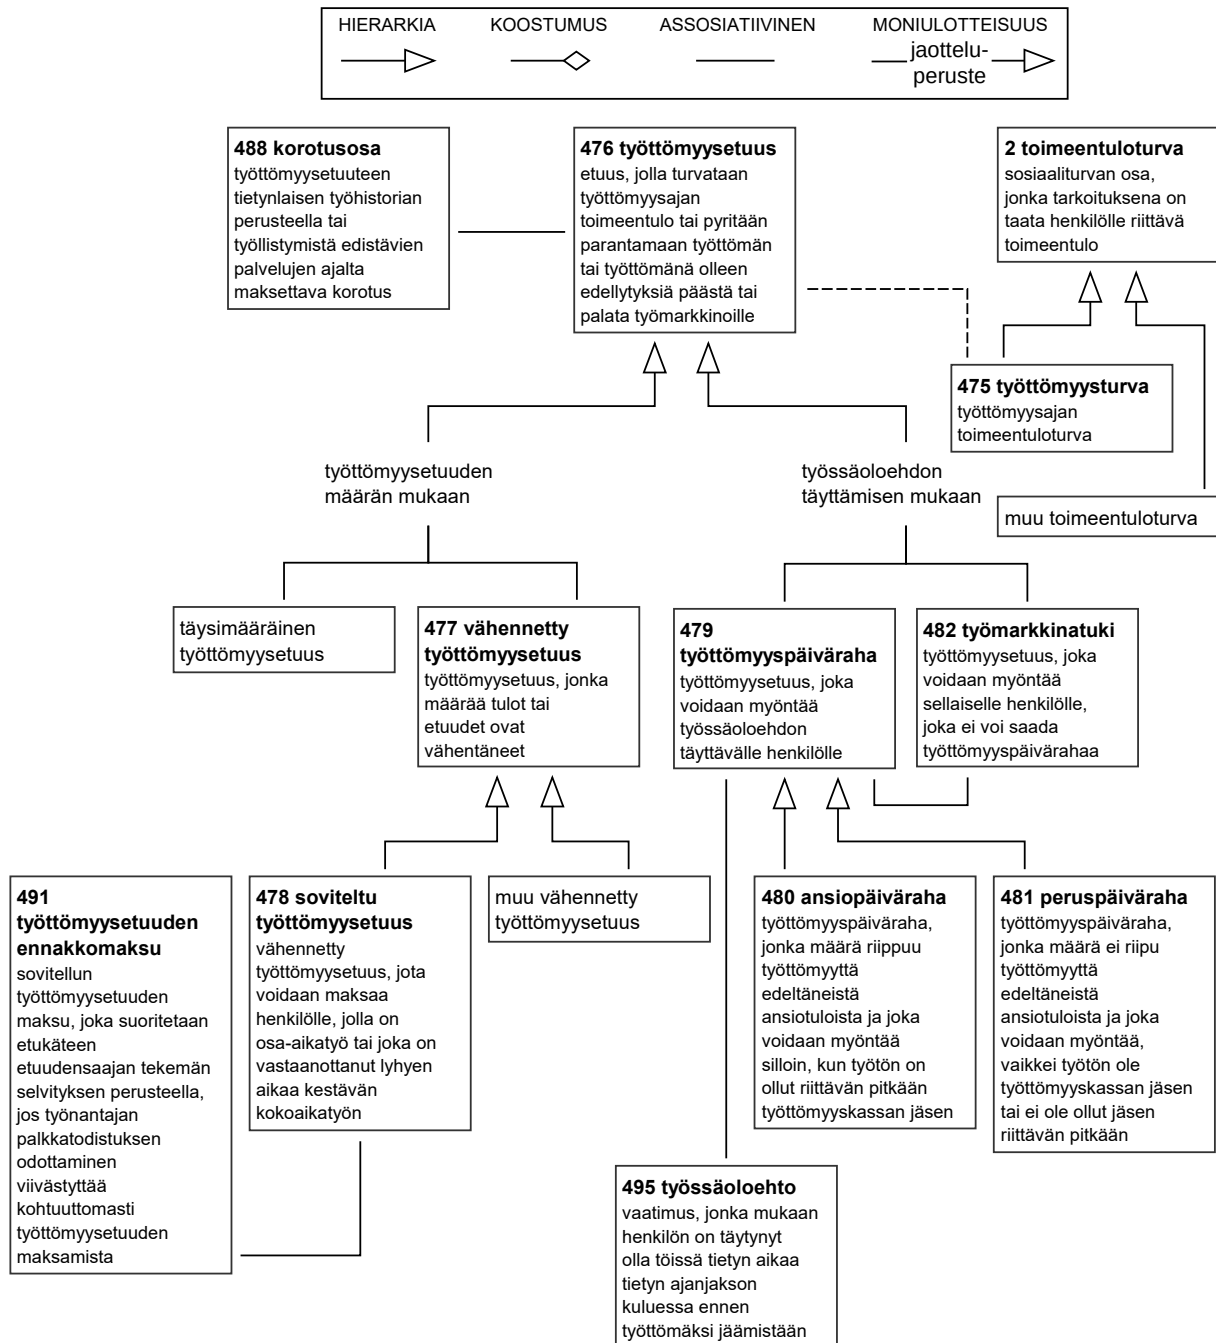 HIERARKIA
KOOSTUMUS
ASSOSIATIIVINEN
MONIULOTTEISUUS
jaottelu-
peruste
488 korotusosa
työttömyysetuuteen
tietynlaisen työhistorian
perusteella tai
työllistymistä edistävien
palvelujen ajalta
maksettava korotus
476 työttömyysetuus
etuus, jolla turvataan
työttömyysajan
toimeentulo tai pyritään
parantamaan työttömän
tai työttömänä olleen
edellytyksiä päästä tai
palata työmarkkinoille
2 toimeentuloturva
sosiaaliturvan osa,
jonka tarkoituksena on
taata henkilölle riittävä
toimeentulo
475 työttömyysturva
työttömyysajan
toimeentuloturva
muu toimeentuloturva
työttömyysetuuden
määrän mukaan
työssäoloehdon
täyttämisen mukaan
täysimääräinen
työttömyysetuus
477 vähennetty
työttömyysetuus
työttömyysetuus, jonka
määrää tulot tai
etuudet ovat
vähentäneet
479
työttömyyspäiväraha
työttömyysetuus, joka
voidaan myöntää
työssäoloehdon
täyttävälle henkilölle
482 työmarkkinatuki
työttömyysetuus, joka
voidaan myöntää
sellaiselle henkilölle,
joka ei voi saada
työttömyyspäivärahaa
491
työttömyysetuuden
ennakkomaksu
sovitellun
työttömyysetuuden
maksu, joka suoritetaan
etukäteen
etuudensaajan tekemän
selvityksen perusteella,
jos työnantajan
palkkatodistuksen
odottaminen
viivästyttää
kohtuuttomasti
työttömyysetuuden
maksamista
478 soviteltu
työttömyysetuus
vähennetty
työttömyysetuus, jota
voidaan maksaa
henkilölle, jolla on
osa-aikatyö tai joka on
vastaanottanut lyhyen
aikaa kestävän
kokoaikatyön
muu vähennetty
työttömyysetuus
480 ansiopäiväraha
työttömyyspäiväraha,
jonka määrä riippuu
työttömyyttä
edeltäneistä
ansiotuloista ja joka
voidaan myöntää
silloin, kun työtön on
ollut riittävän pitkään
työttömyyskassan jäsen
481 peruspäiväraha
työttömyyspäiväraha,
jonka määrä ei riipu
työttömyyttä
edeltäneistä
ansiotuloista ja joka
voidaan myöntää,
vaikkei työtön ole
työttömyyskassan jäsen
tai ei ole ollut jäsen
riittävän pitkään
495 työssäoloehto
vaatimus, jonka mukaan
henkilön on täytynyt
olla töissä tietyn aikaa
tietyn ajanjakson
kuluessa ennen
työttömäksi jäämistään